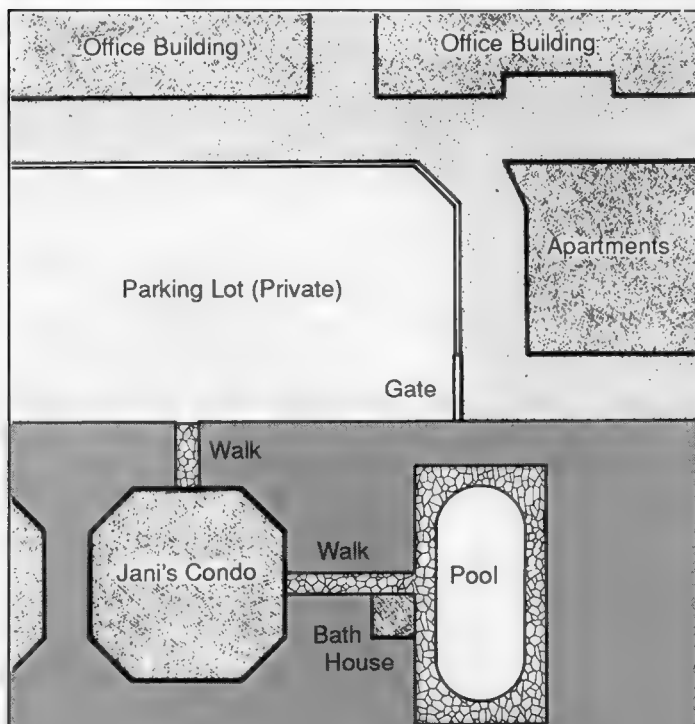 Office Building
Office Building
Apartments
Parking Lot (Private)
Gate
Walk
Walk
Jani's Condo
Pool
Bath
House